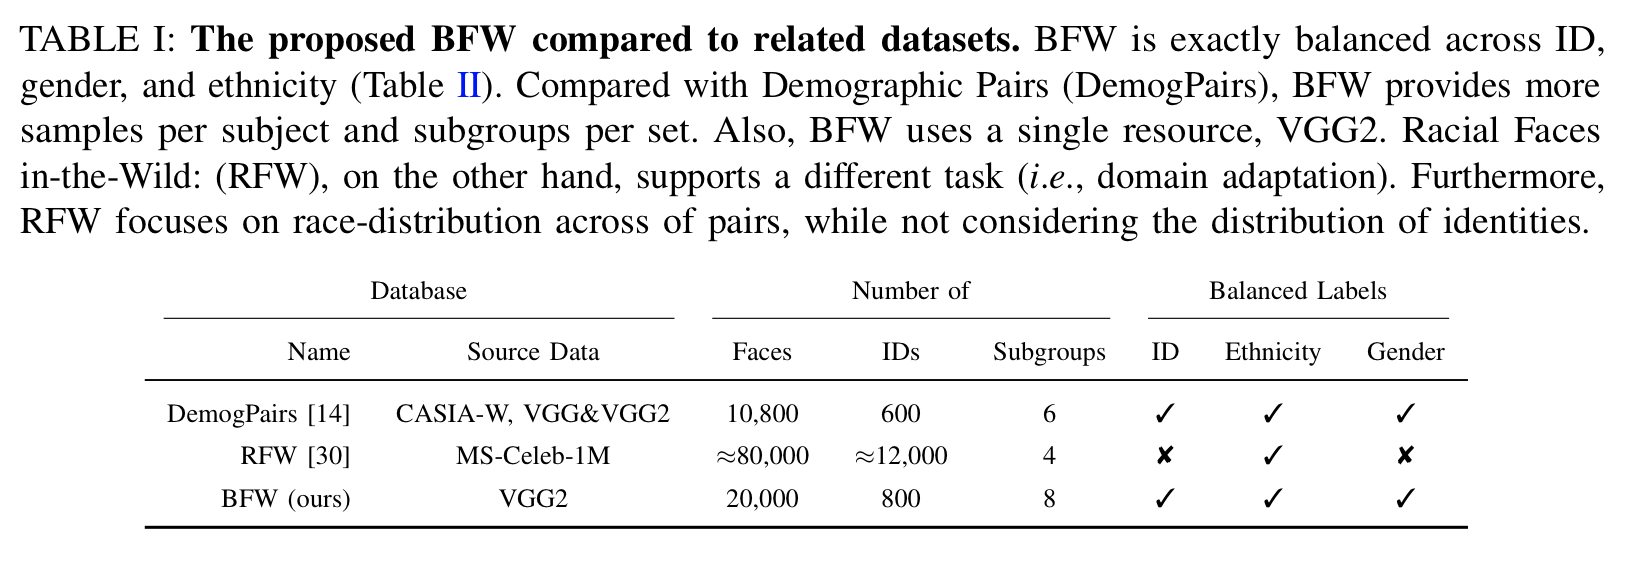 TABLE I: The proposed BFW compared to related datasets. BFW is exactly balanced across ID,
gender, and ethnicity (Table II). Compared with Demographic Pairs (DemogPairs), BFW provides more
samples per subject and subgroups per set. Also, BFW uses a single resource, VGG2. Racial Faces
in-the-Wild: (RFW), on the other hand, supports a different task (i.e., domain adaptation). Furthermore,
RFW focuses on race-distribution across of pairs, while not considering the distribution of identities.
Database Number of Balanced Labels
Name Source Data Faces IDs Subgroups ID Ethnicity Gender
DemogPairs [14] CASIA-W, VGG&VGG2 10,800 600 6 ✓ ✓ ✓
RFW [30] MS-Celeb-1M ≈80,000 ≈12,000 4 ✘ ✓ ✘
BFW (ours) VGG2 20,000 800 8 ✓ ✓ ✓